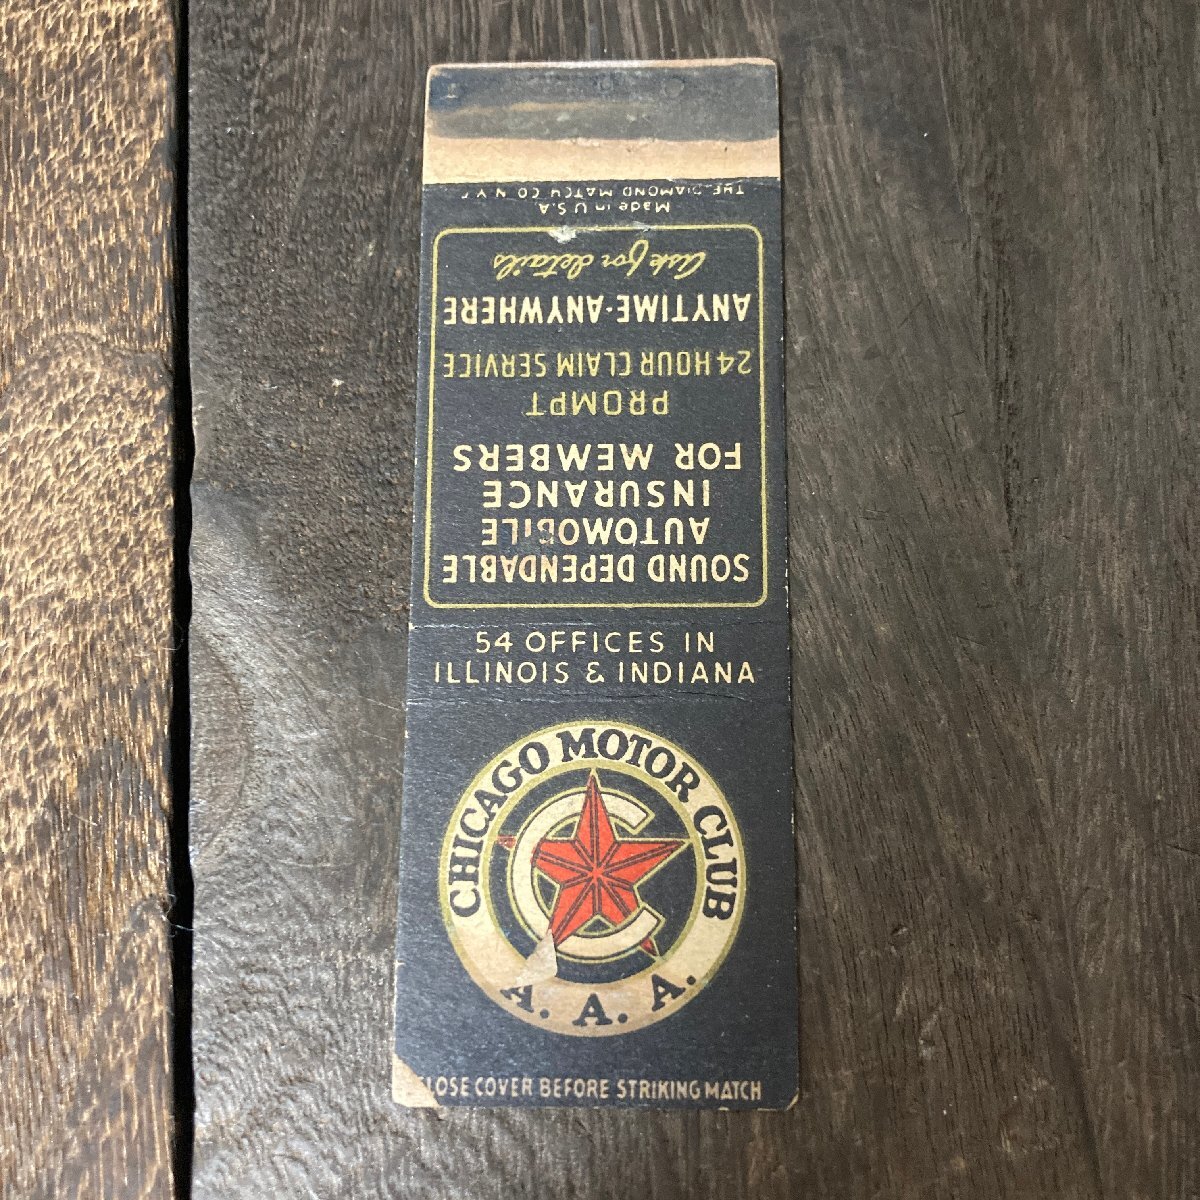 THE DIAMOND MATCH CO. N.Y.C.
Made in U.S.A.
Ask for details
ANYTIME·ANYWHERE
24 HOUR CLAIM SERVICE
PROMPT
FOR MEMBERS
INSURANCE
AUTOMOBILE
SOUND DEPENDABLE
54 OFFICES IN
ILLINOIS & INDIANA
CHICAGO MOTOR CLUB
A. A. A.
LOSE COVER BEFORE STRIKING MATCH